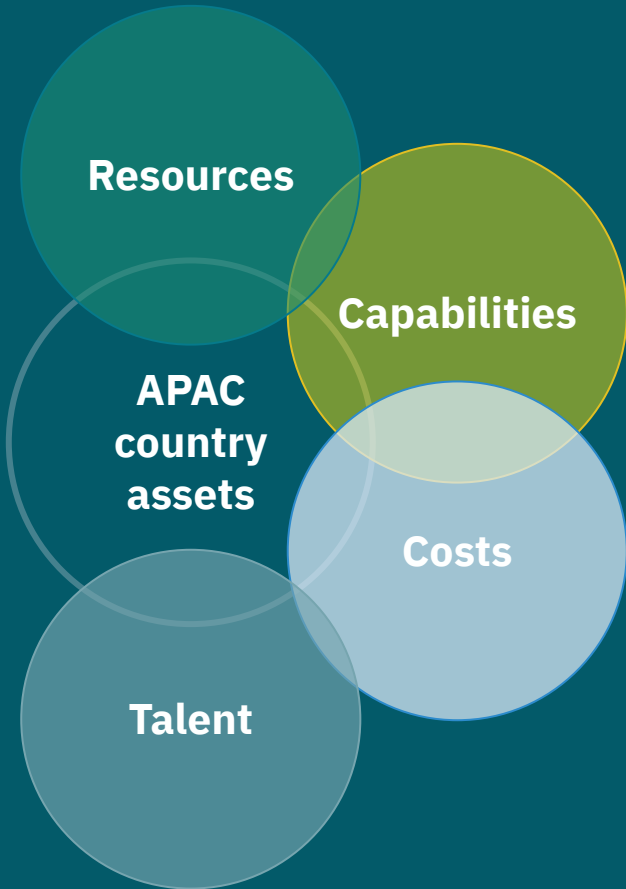 Resources
Capabilities
APAC
country
assets
Costs
Talent